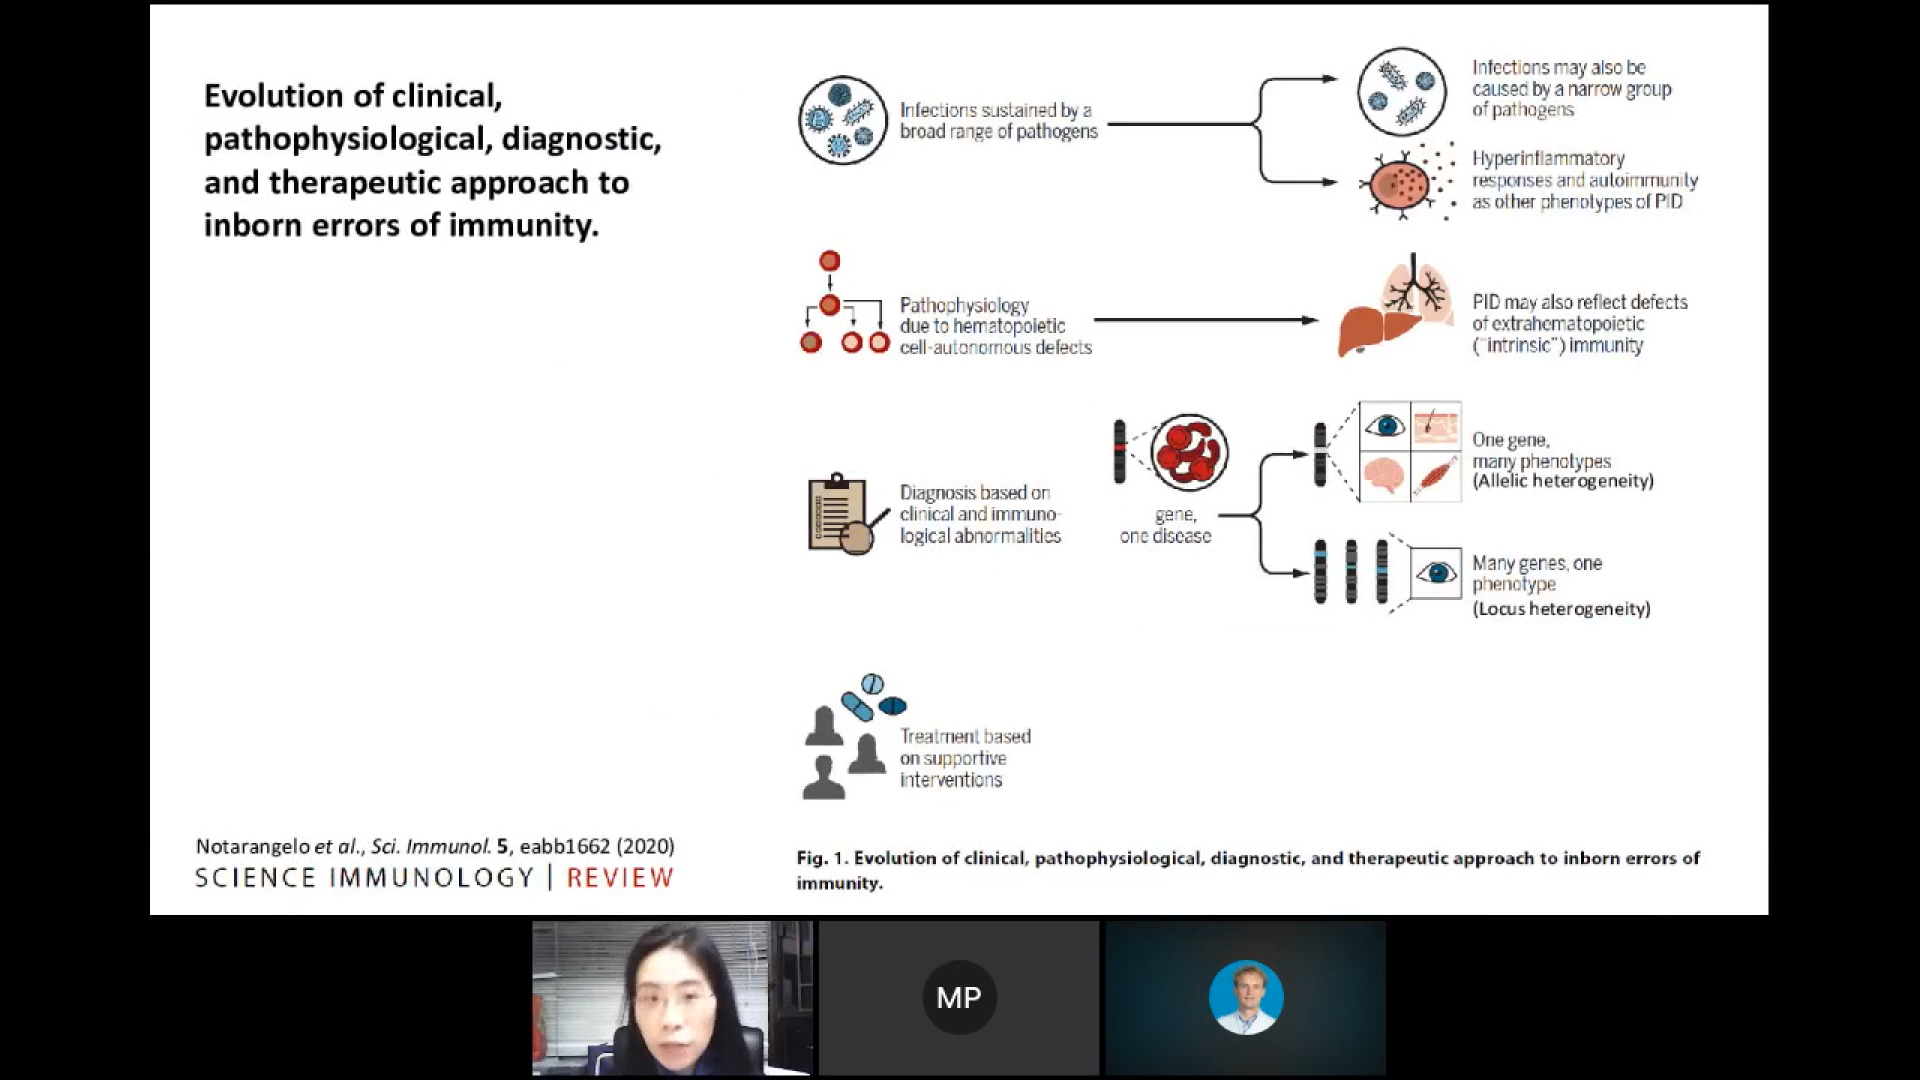 Evolution of clinical,
pathophysiological, diagnostic,
and therapeutic approach to
inborn errors of immunity.
Infections sustained by a
broad range of pathogens
Infections may also be
caused by a narrow group
of pathogens
Hyperinflammatory
responses and autoimmunity
as other phenotypes of PID
Pathophysiology
due to hematopoietic
cell-autonomous defects
PID may also reflect defects
of extrahematopoietic
("intrinsic") immunity
Diagnosis based on
clinical and immuno-
logical abnormalities
gene,
one disease
One gene,
many phenotypes
(Allelic heterogeneity)
Many genes, one
phenotype
(Locus heterogeneity)
Treatment based
on supportive
interventions
Notarangelo et al., Sci. Immunol. 5, eabb1662 (2020)
SCIENCE IMMUNOLOGY | REVIEW
Fig. 1. Evolution of clinical, pathophysiological, diagnostic, and therapeutic approach to inborn errors of
immunity.
MP